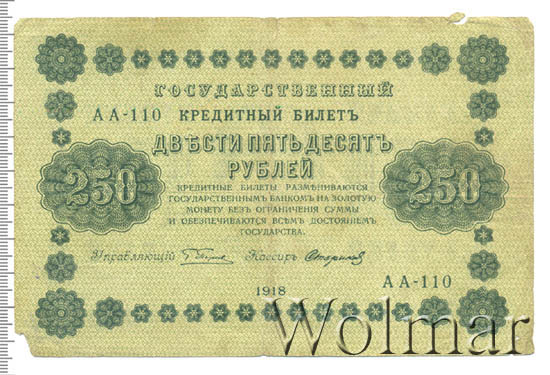 ГОСУДАРСТВЕННЫЙ
АА-110 КРЕДИТНЫЙ БИЛЕТЪ
ДВѢСТИ ПЯТЬДЕСЯТЪ
РУБЛЕЙ
250 250
КРЕДИТНЫЕ БИЛЕТЫ РАЗМѢНИВАЮТСЯ
ГОСУДАРСТВЕННЫМЪ БАНКОМЪ НА ЗОЛОТУЮ
МОНЕТУ БЕЗЪ ОГРАНИЧЕНІЯ СУММЫ
И ОБЕЗПЕЧИВАЮТСЯ ВСѢМЪ ДОСТОЯНІЕМЪ
ГОСУДАРСТВА.
Управляющій Кассиръ
АА-110
1918
Wolmar